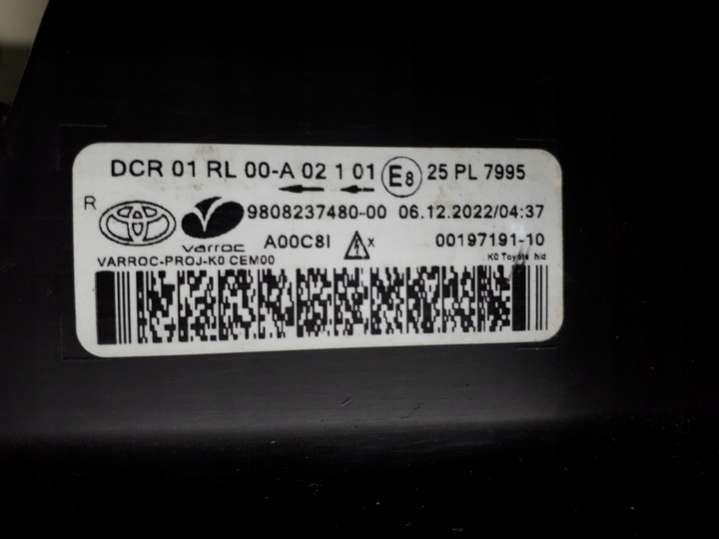 DCR 01 RL 00-A 02 1 01 E8 25 PL 7995
R 9808237480-00 06.12.2022/04:37
varroc A00C8I X 00197191-10
VARROC-PROJ-K0 CEM00 K0 Toyota hid